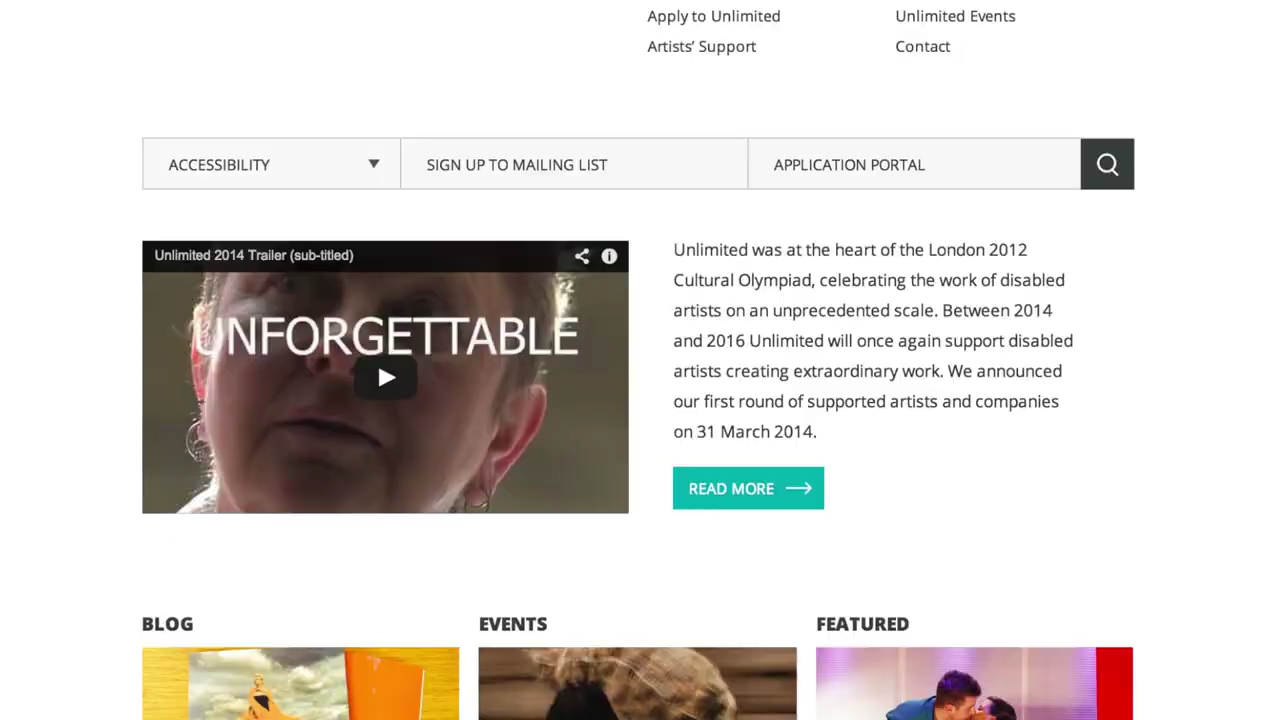 Apply to Unlimited
Unlimited Events
Artists’ Support
Contact
ACCESSIBILITY
SIGN UP TO MAILING LIST
APPLICATION PORTAL
Unlimited 2014 Trailer (sub-titled)
UNFORGETTABLE
Unlimited was at the heart of the London 2012
Cultural Olympiad, celebrating the work of disabled
artists on an unprecedented scale. Between 2014
and 2016 Unlimited will once again support disabled
artists creating extraordinary work. We announced
our first round of supported artists and companies
on 31 March 2014.
READ MORE
BLOG
EVENTS
FEATURED